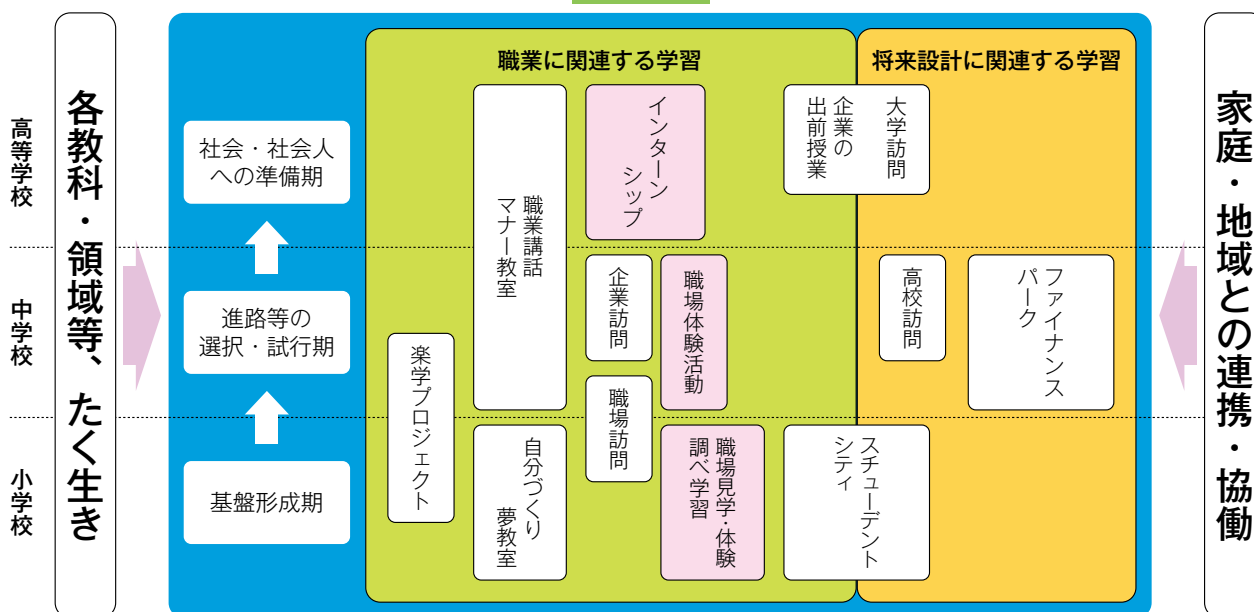 職業に関連する学習
将来設計に関連する学習
各教科・領域等、たく生き
高等学校
中学校
小学校
社会・社会人
への準備期
進路等の
選択・試行期
基盤形成期
楽学プロジェクト
職業講話
マナー教室
自分づくり
夢教室
インターン
シップ
企業訪問
職場体験活動
職場訪問
職場見学・体験
調べ学習
大学訪問
企業の
出前授業
高校訪問
ファイナンス
パーク
スチューデント
シティ
家庭・地域との連携・協働